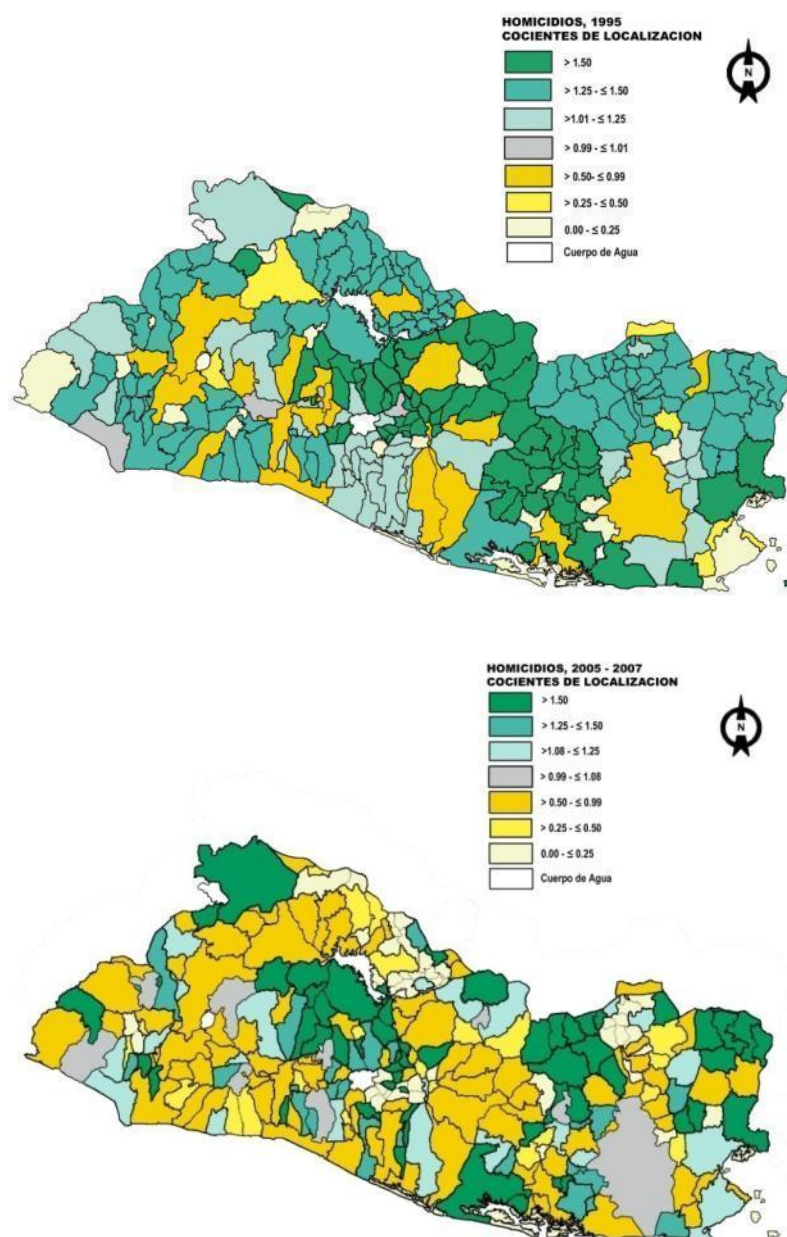 HOMICIDIOS, 1995
COCIENTES DE LOCALIZACION
> 1.50
> 1.25 - ≤ 1.50
>1.01 - ≤ 1.25
> 0.99 - ≤ 1.01
> 0.50- ≤ 0.99
> 0.25 - ≤ 0.50
0.00 - ≤ 0.25
Cuerpo de Agua
N
HOMICIDIOS, 2005 - 2007
COCIENTES DE LOCALIZACION
> 1.50
> 1.25 - ≤ 1.50
>1.08 - ≤ 1.25
> 0.99 - ≤ 1.08
> 0.50 - ≤ 0.99
> 0.25 - ≤ 0.50
0.00 - ≤ 0.25
Cuerpo de Agua
N